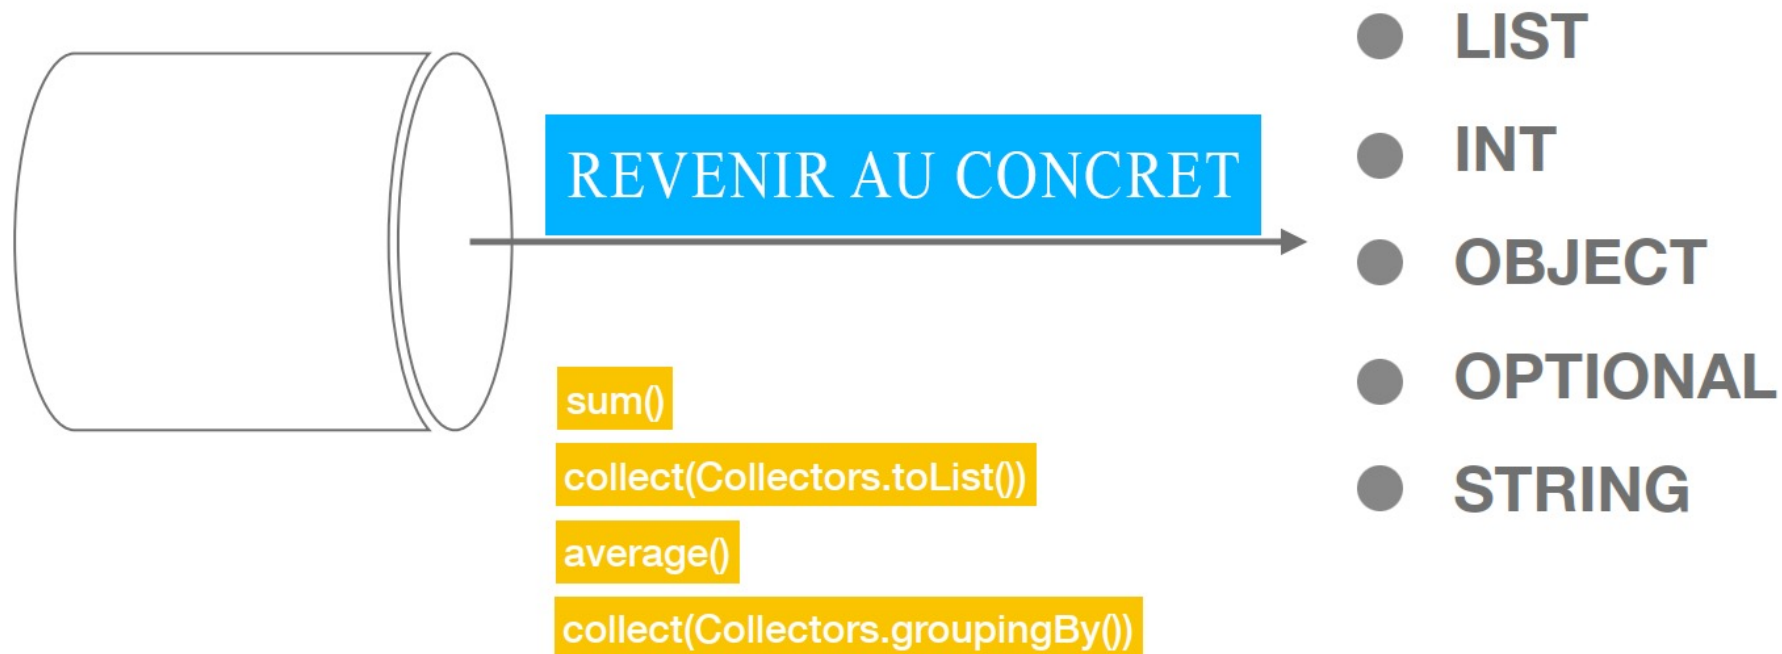 REVENIR AU CONCRET
sum()
collect(Collectors.toList())
average()
collect(Collectors.groupingBy())
LIST
INT
OBJECT
OPTIONAL
STRING